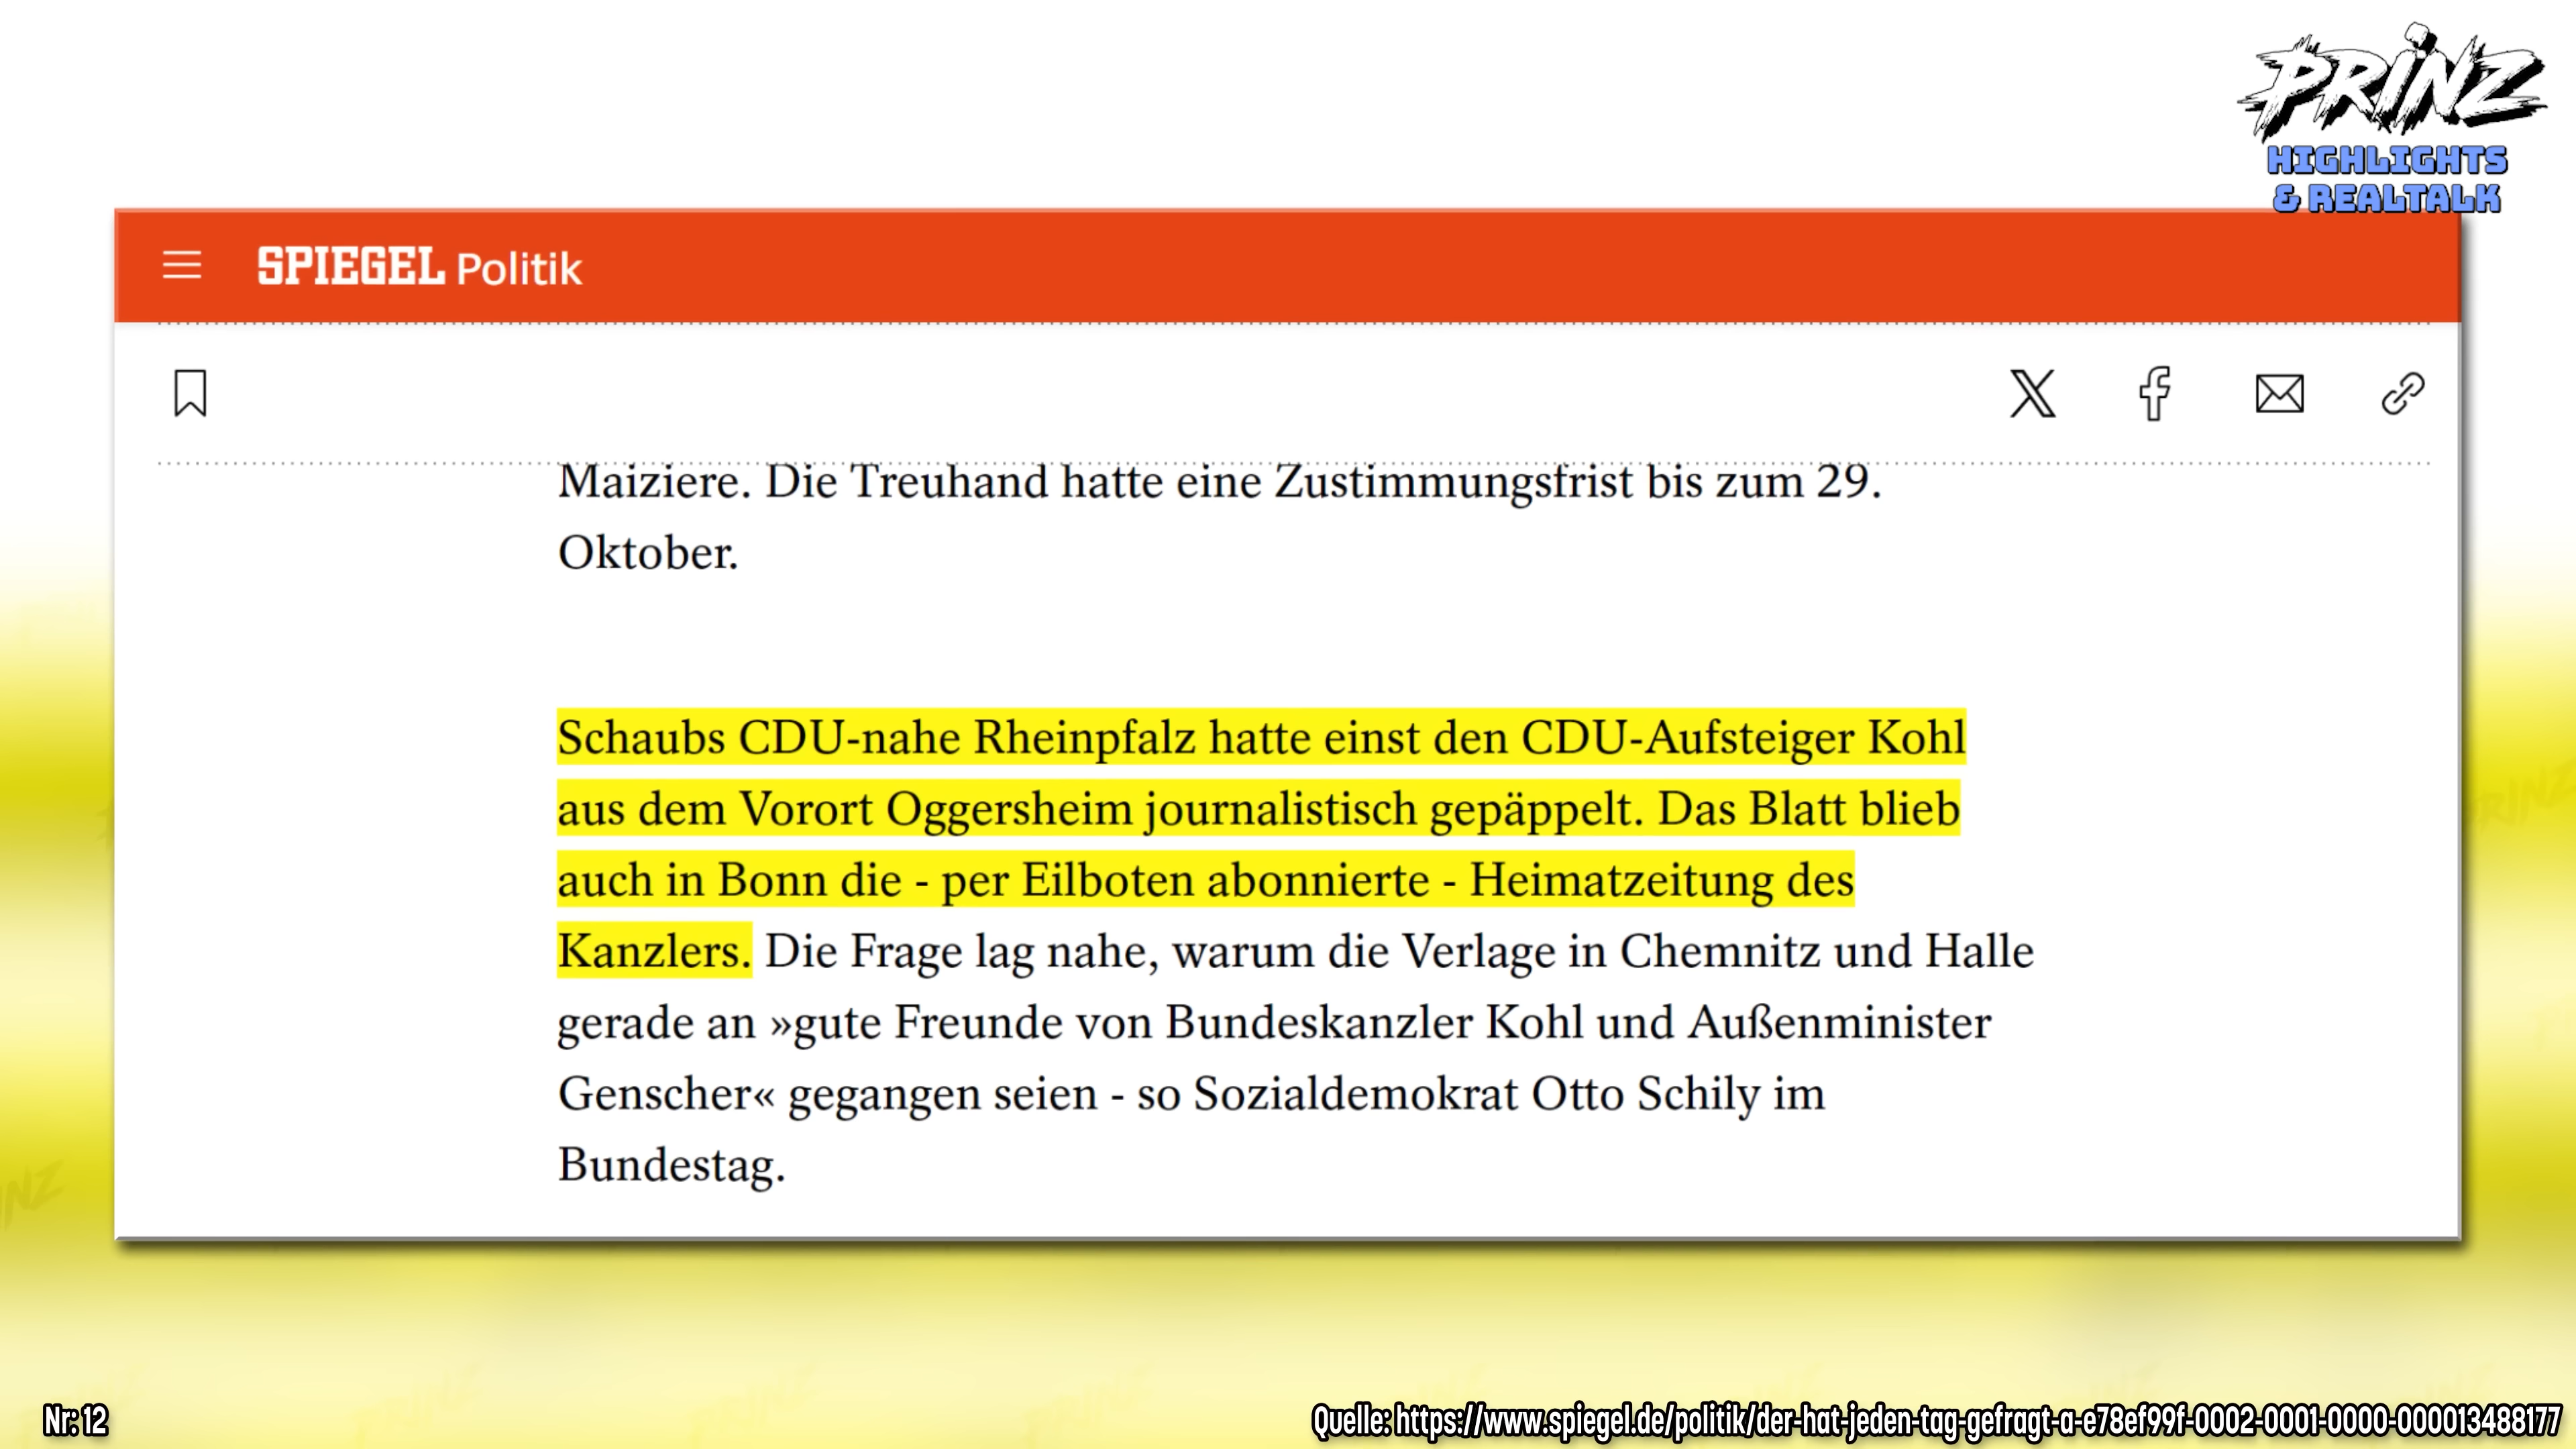 PRINZ
HIGHLIGHTS
& REALTALK
SPIEGEL Politik
Maiziere. Die Treuhand hatte eine Zustimmungsfrist bis zum 29.
Oktober.
Schaubs CDU-nahe Rheinpfalz hatte einst den CDU-Aufsteiger Kohl
aus dem Vorort Oggersheim journalistisch gepäppelt. Das Blatt blieb
auch in Bonn die - per Eilboten abonnierte - Heimatzeitung des
Kanzlers. Die Frage lag nahe, warum die Verlage in Chemnitz und Halle
gerade an »gute Freunde von Bundeskanzler Kohl und Außenminister
Genscher« gegangen seien - so Sozialdemokrat Otto Schily im
Bundestag.
Nr: 12
Quelle: https://www.spiegel.de/politik/der-hat-jeden-tag-gefragt-a-e78ef99f-0002-0001-0000-000013488177